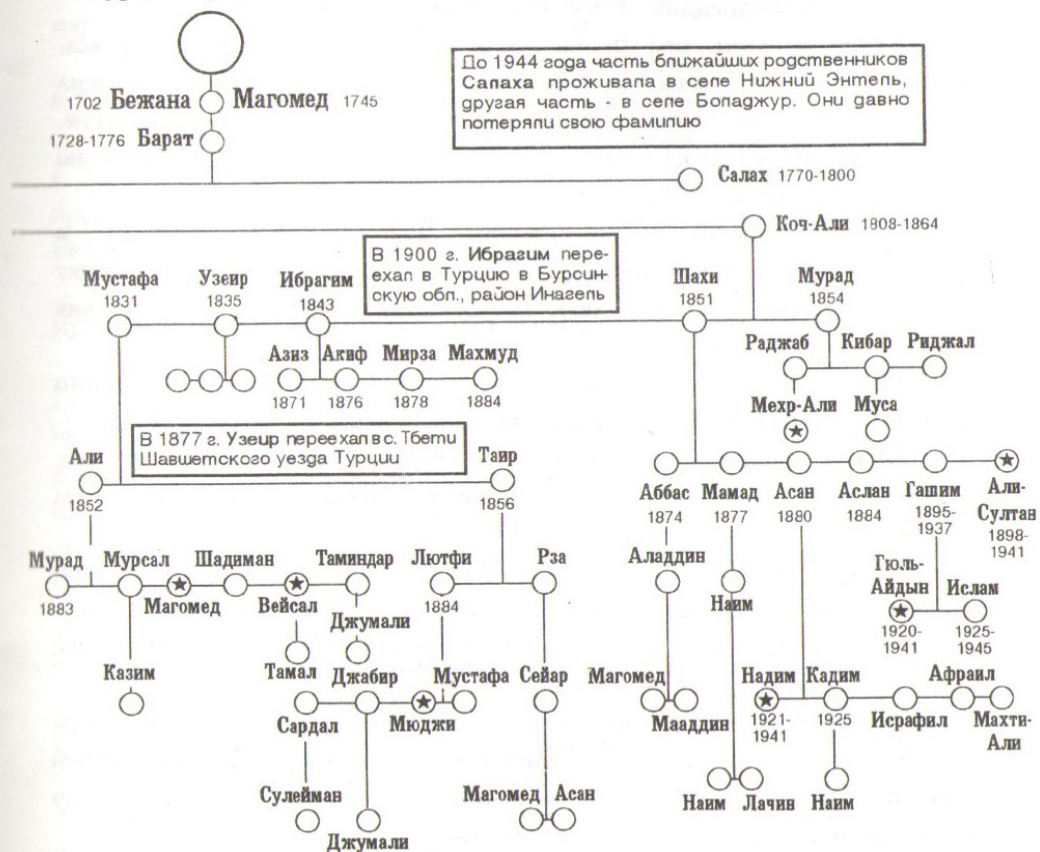 До 1944 года часть ближайших родственников
Салаха проживала в селе Нижний Энтель,
другая часть - в селе Боладжур. Они давно
потеряли свою фамилию
1702 Бежана Магомед 1745
1728-1776 Барат
Салах 1770-1800
Коч-Али 1808-1864
В 1900 г. Ибрагим пере-
ехал в Турцию в Бурсин-
скую обл., район Инагель
Мустафа Узеир Ибрагим Шахи Мурад
1831 1835 1843 1851 1854
Раджаб Кибар Риджал
Азиз Акиф Мирза Махмуд
1871 1876 1878 1884
Мехр-Али Муса
В 1877 г. Узеир переехал в с. Тбети
Шавшетского уезда Турции
Али Таир
1852 1856
Аббас Мамад Асан Аслан Гашим Али-
Султан
1874 1877 1880 1884 1895-
1937 1898-
1941
Мурад Мурсал Шадиман Таминдар Лютфи Рза
1883 Магомед Вейсал 1884
Аладдин
Наим
Гюль-
Айдын Ислам
1920-
1941 1925-
1945
Джумали
Казим Тамал Джабир Мустафа Сейар
Сардал Мюджи
Магомед Мааддин
Надим Кадим Афраил
1921-
1941 1925 Исрафил Махти-
Али
Сулейман Магомед Асан
Джумали
Наим Лачин Наим